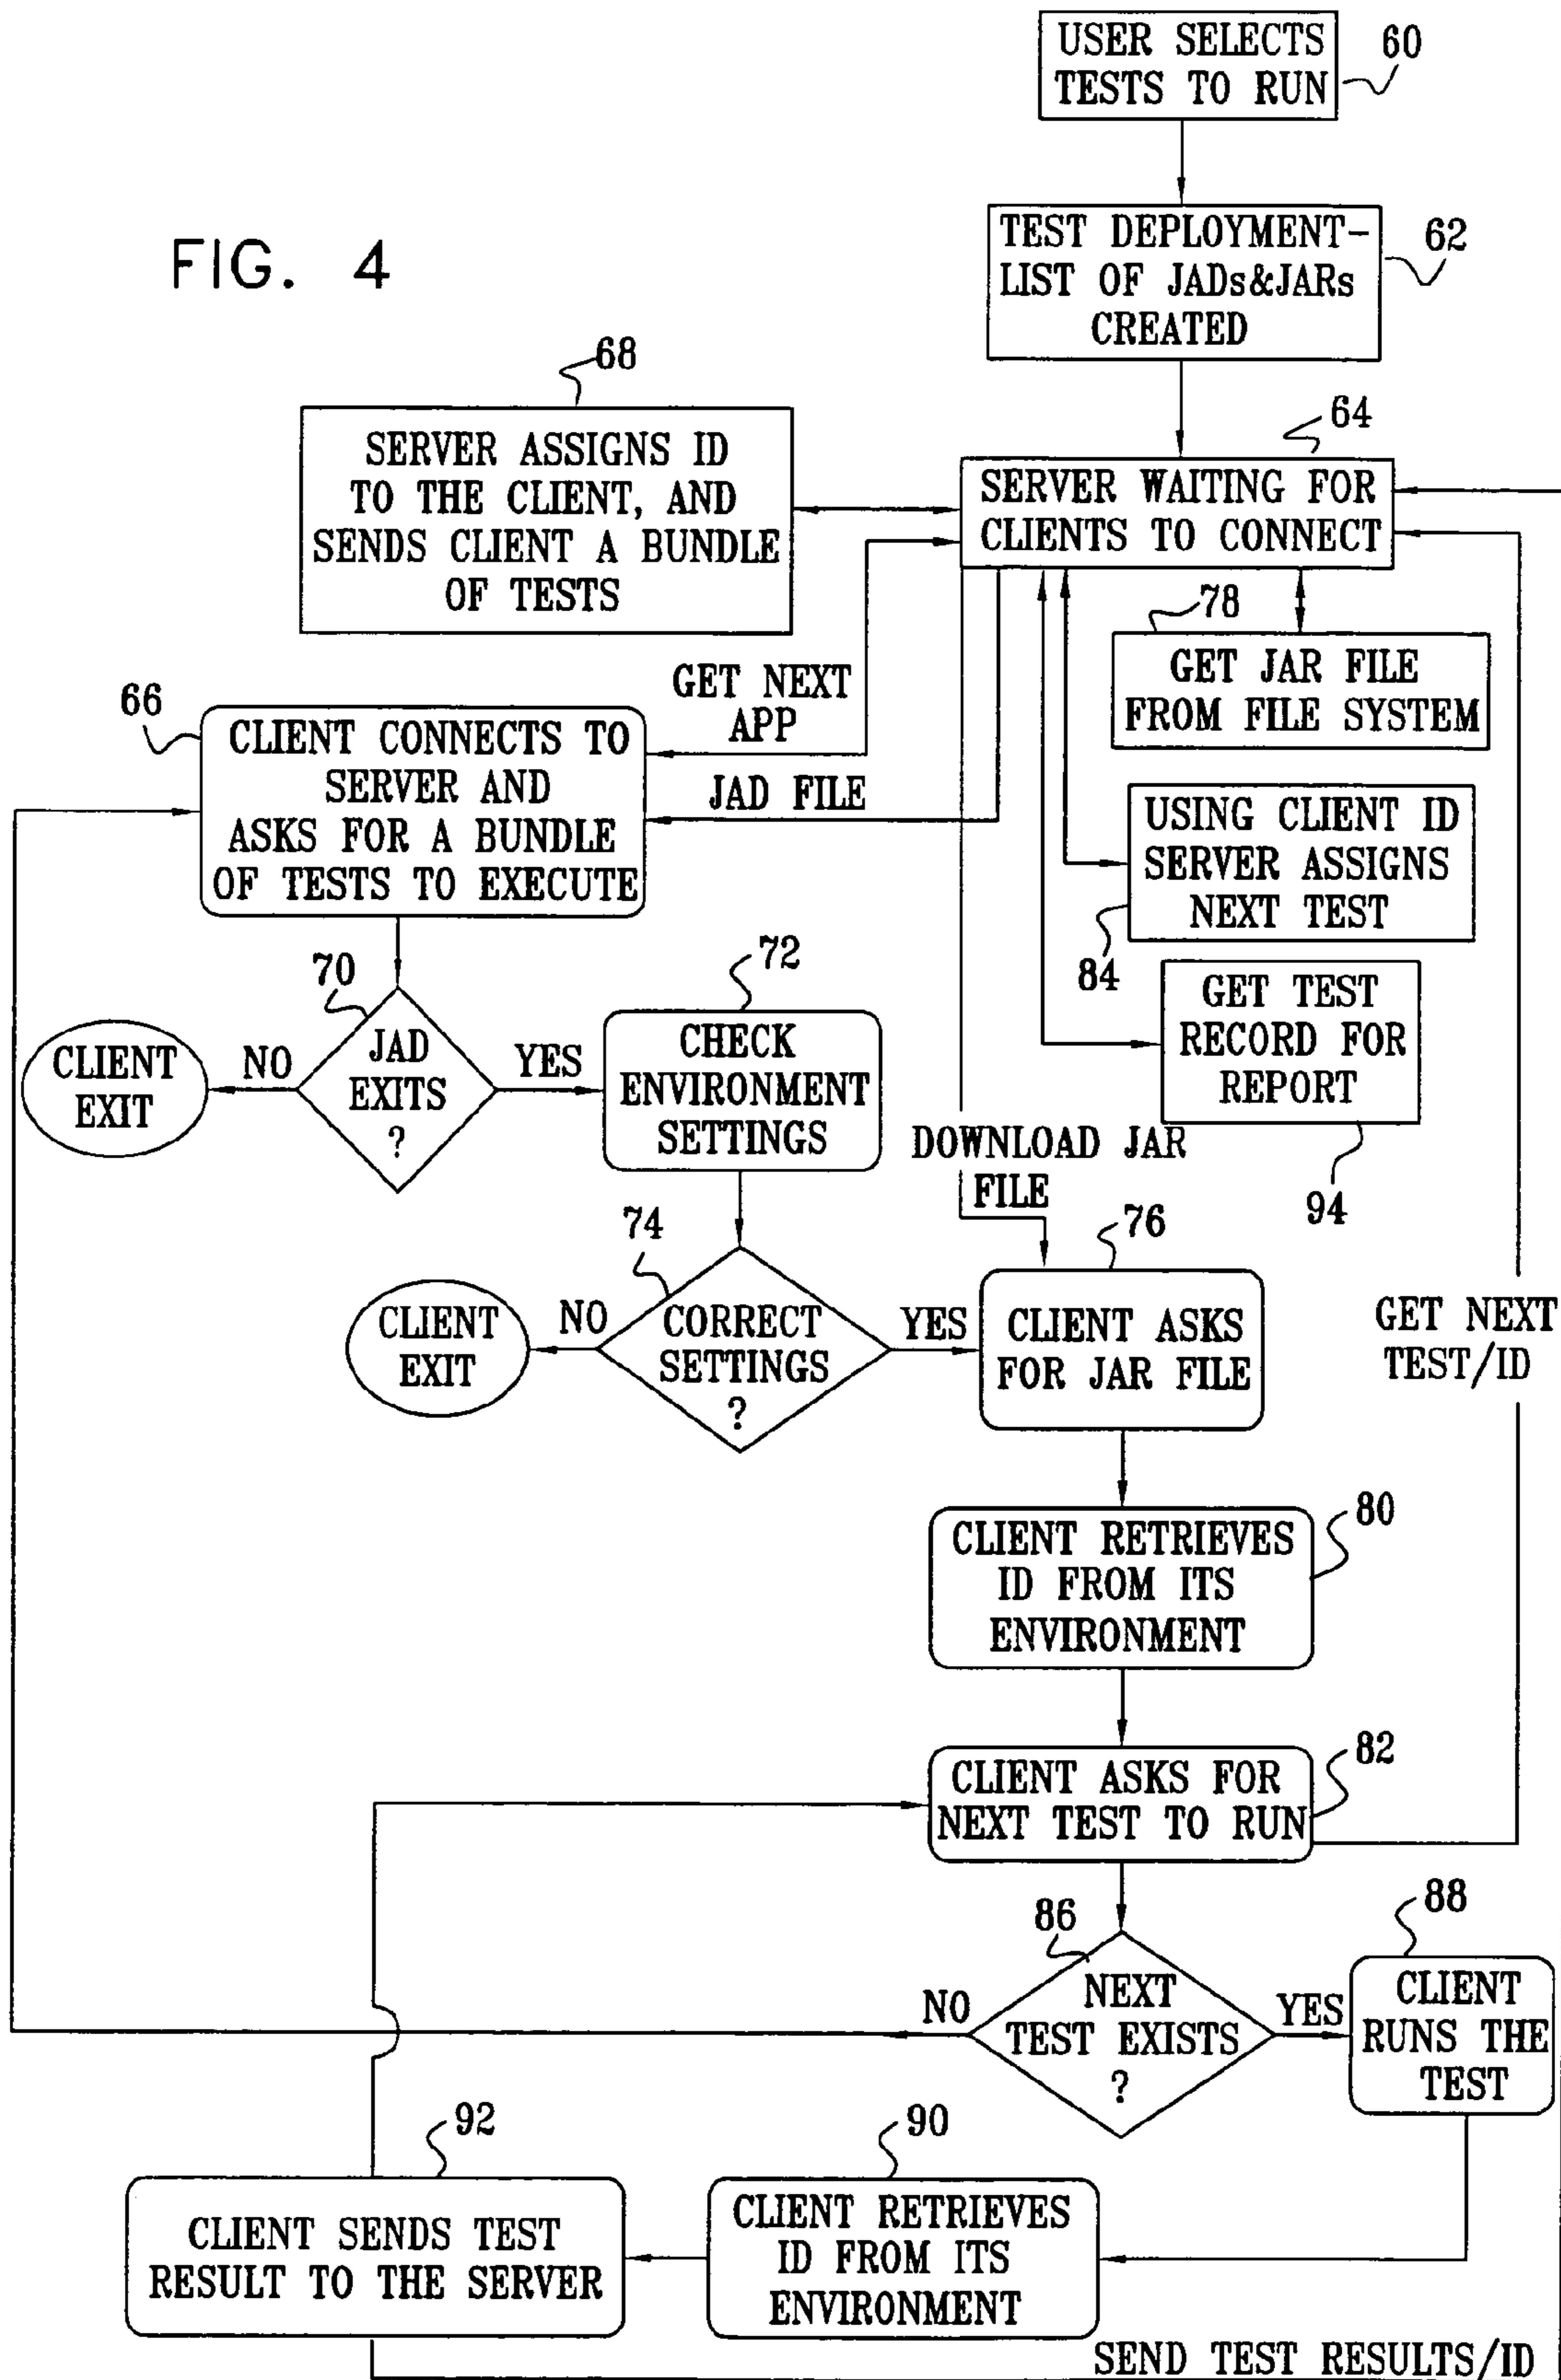 USER SELECTS
TESTS TO RUN
60
FIG. 4
TEST DEPLOYMENT-
LIST OF JADs&JARs
CREATED
62
68
SERVER ASSIGNS ID
TO THE CLIENT, AND
SENDS CLIENT A BUNDLE
OF TESTS
64
SERVER WAITING FOR
CLIENTS TO CONNECT
78
GET JAR FILE
FROM FILE SYSTEM
GET NEXT
APP
66
CLIENT CONNECTS TO
SERVER AND
ASKS FOR A BUNDLE
OF TESTS TO EXECUTE
JAD FILE
USING CLIENT ID
SERVER ASSIGNS
NEXT TEST
84
70
JAD
EXITS
?
NO
CLIENT
EXIT
YES
72
CHECK
ENVIRONMENT
SETTINGS
GET TEST
RECORD FOR
REPORT
94
DOWNLOAD JAR
FILE
74
CORRECT
SETTINGS
?
NO
CLIENT
EXIT
YES
76
CLIENT ASKS
FOR JAR FILE
GET NEXT
TEST/ID
80
CLIENT RETRIEVES
ID FROM ITS
ENVIRONMENT
82
CLIENT ASKS FOR
NEXT TEST TO RUN
86
NEXT
TEST EXISTS
?
NO
YES
88
CLIENT
RUNS THE
TEST
92
CLIENT SENDS TEST
RESULT TO THE SERVER
90
CLIENT RETRIEVES
ID FROM ITS
ENVIRONMENT
SEND TEST RESULTS/ID